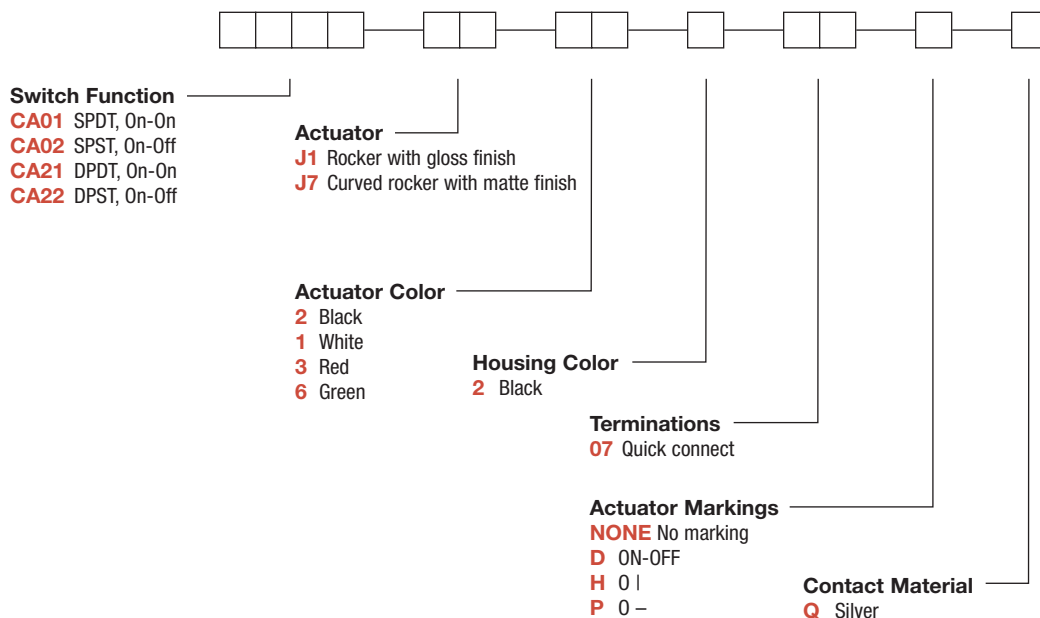 Switch Function
CA01 SPDT, On-On
CA02 SPST, On-Off
CA21 DPDT, On-On
CA22 DPST, On-Off
Actuator
J1 Rocker with gloss finish
J7 Curved rocker with matte finish
Actuator Color
2 Black
1 White
3 Red
6 Green
Housing Color
2 Black
Terminations
07 Quick connect
Actuator Markings
NONE No marking
D ON-OFF
H 0 |
P 0 –
Contact Material
Q Silver